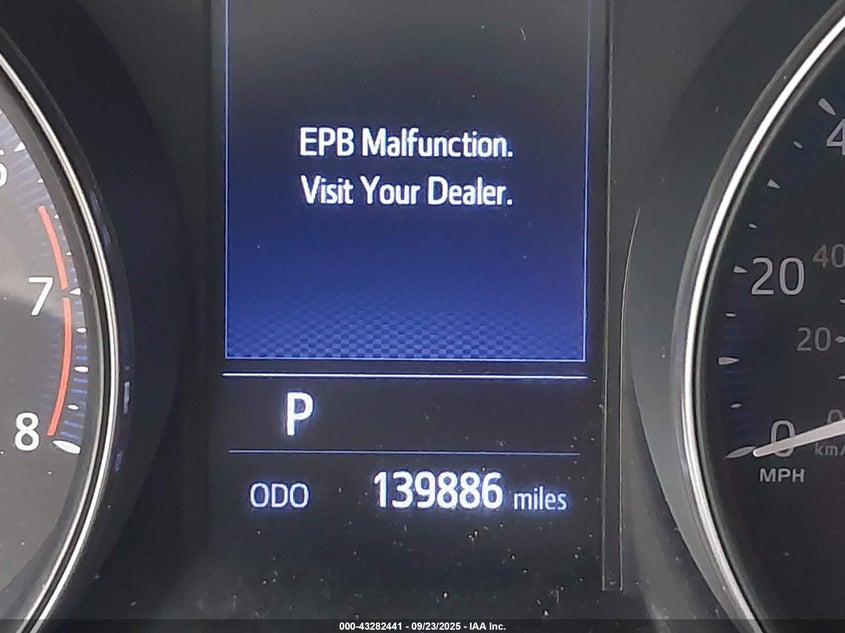 EPB Malfunction.
Visit Your Dealer.
7
8
P
ODO 139886 miles
20
40
20
0
MPH
000-43282441 - 09/23/2025 - IAA Inc.